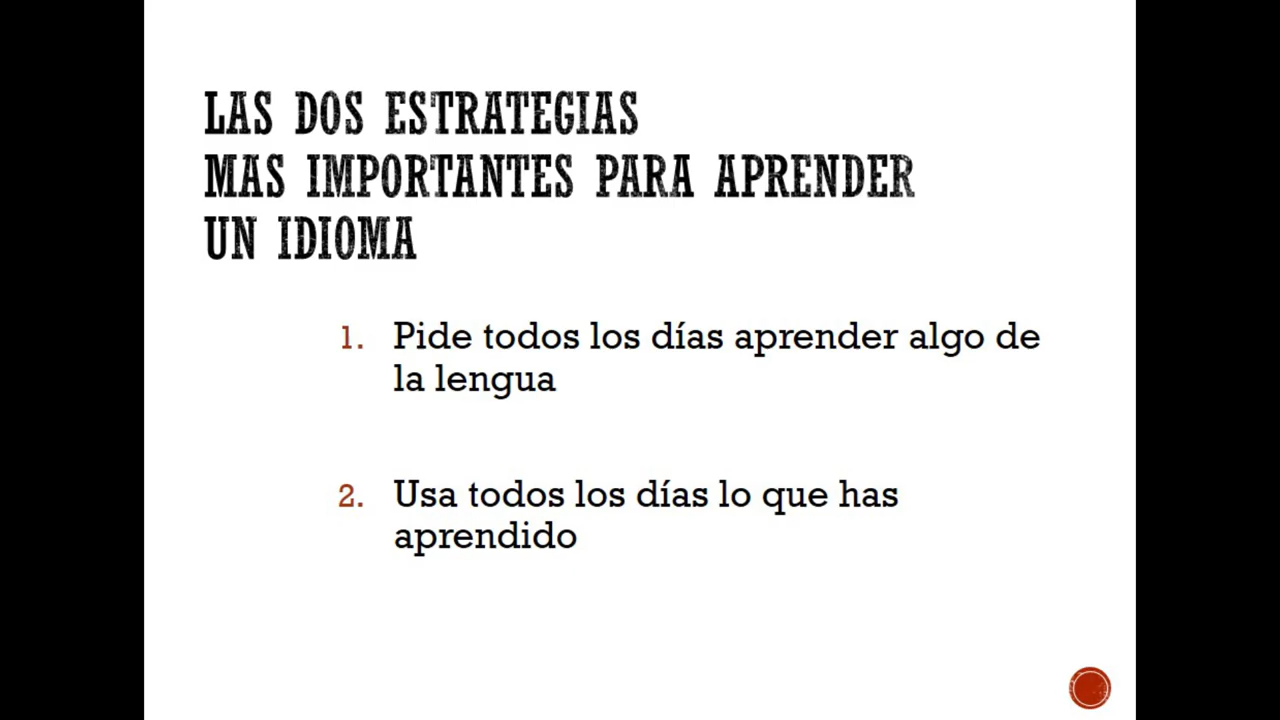 LAS DOS ESTRATEGIAS
MAS IMPORTANTES PARA APRENDER
UN IDIOMA
1. Pide todos los días aprender algo de
la lengua
2. Usa todos los días lo que has
aprendido